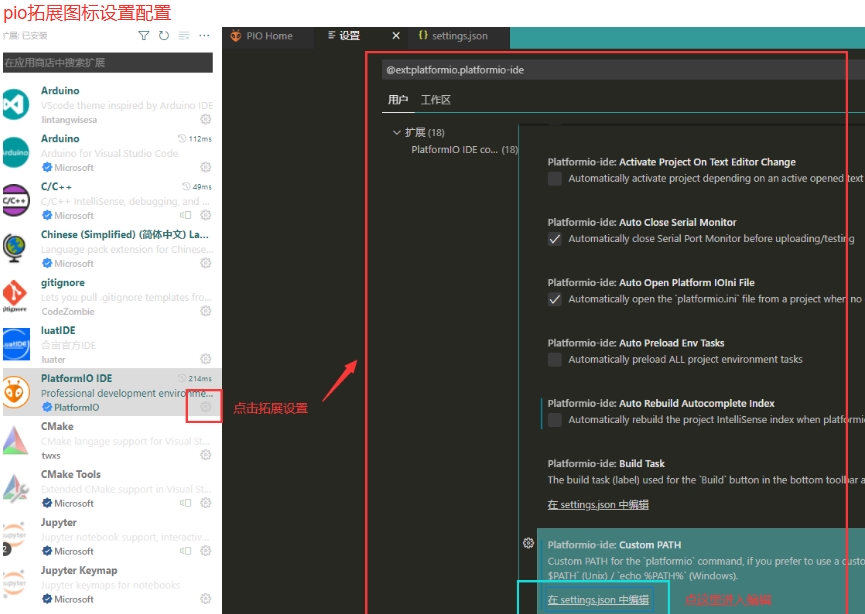 pio拓展图标设置配置
扩展: 已安装
在应用商店中搜索扩展
Arduino
VScode theme inspired by Arduino IDE
lintangwisesa
Arduino
112ms
Arduino for Visual Studio Code
Microsoft
C/C++
49ms
C/C++ IntelliSense, debugging, and ...
Microsoft
Chinese (Simplified) (简体中文) La...
Language pack extension for Chinese...
Microsoft
gitignore
Lets you pull .gitignore templates fro...
CodeZombie
luatIDE
合宙官方IDE
luater
PlatformIO IDE
214ms
Professional development environme...
PlatformIO
CMake
CMake langage support for Visual St...
twxs
CMake Tools
Extended CMake support in Visual St...
Microsoft
Jupyter
Jupyter notebook support, interactiv...
Microsoft
Jupyter Keymap
Jupyter keymaps for notebooks
Microsoft
点击拓展设置
PIO Home
设置
settings.json
@ext:platformio.platformio-ide
用户 工作区
扩展 (18)
PlatformIO IDE co... (18)
Platformio-ide: Activate Project On Text Editor Change
Automatically activate project depending on an active opened text
Platformio-ide: Auto Close Serial Monitor
Automatically close Serial Port Monitor before uploading/testing
Platformio-ide: Auto Open Platform IOIni File
Automatically open the `platformio.ini` file from a project when no
Platformio-ide: Auto Preload Env Tasks
Automatically preload ALL project environment tasks
Platformio-ide: Auto Rebuild Autocomplete Index
Automatically rebuild the project IntelliSense index when platformio
Platformio-ide: Build Task
The build task (label) used for the `Build` button in the bottom toolbar a
在 settings.json 中编辑
Platformio-ide: Custom PATH
Custom PATH for the `platformio` command, if you prefer to use a custo
$PATH` (Unix) / `echo %PATH%` (Windows).
在 settings.json 中编辑
点这里进入编辑